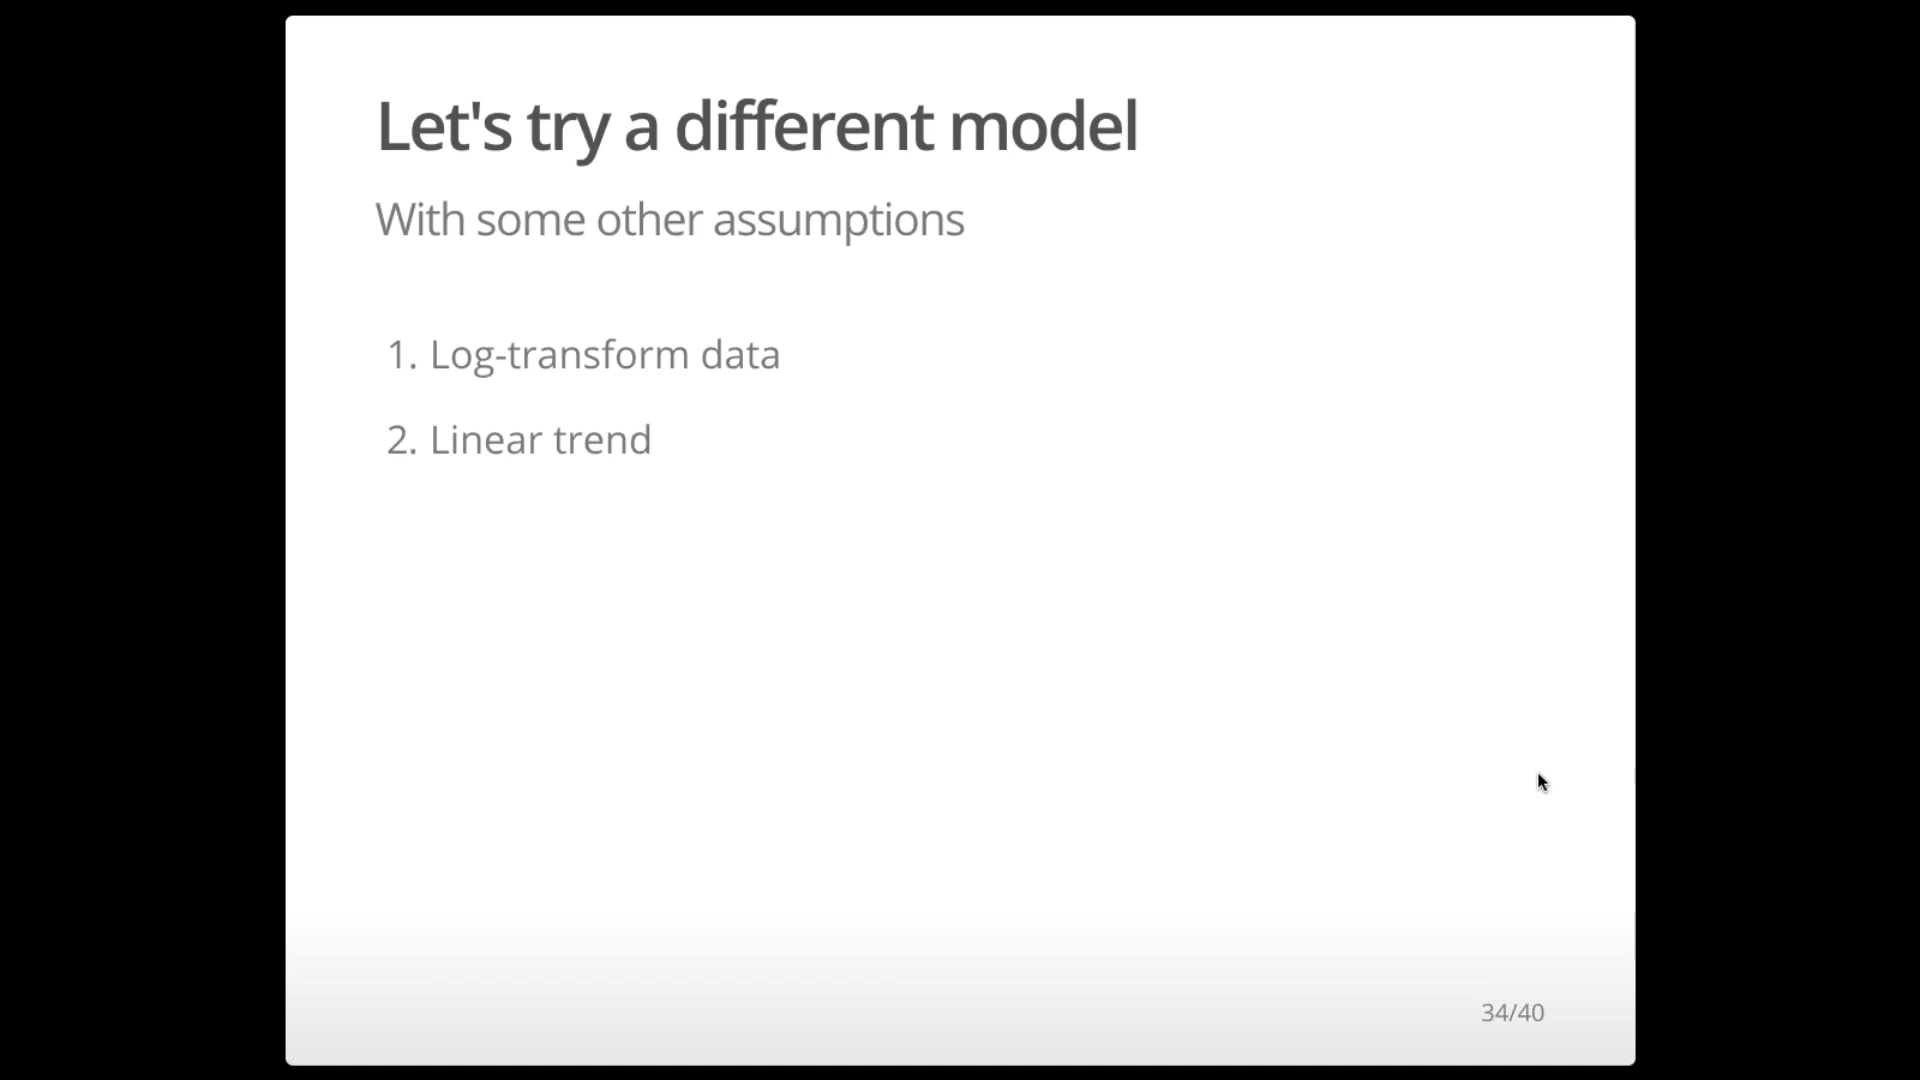 Let's try a different model
With some other assumptions
1. Log-transform data
2. Linear trend
34/40